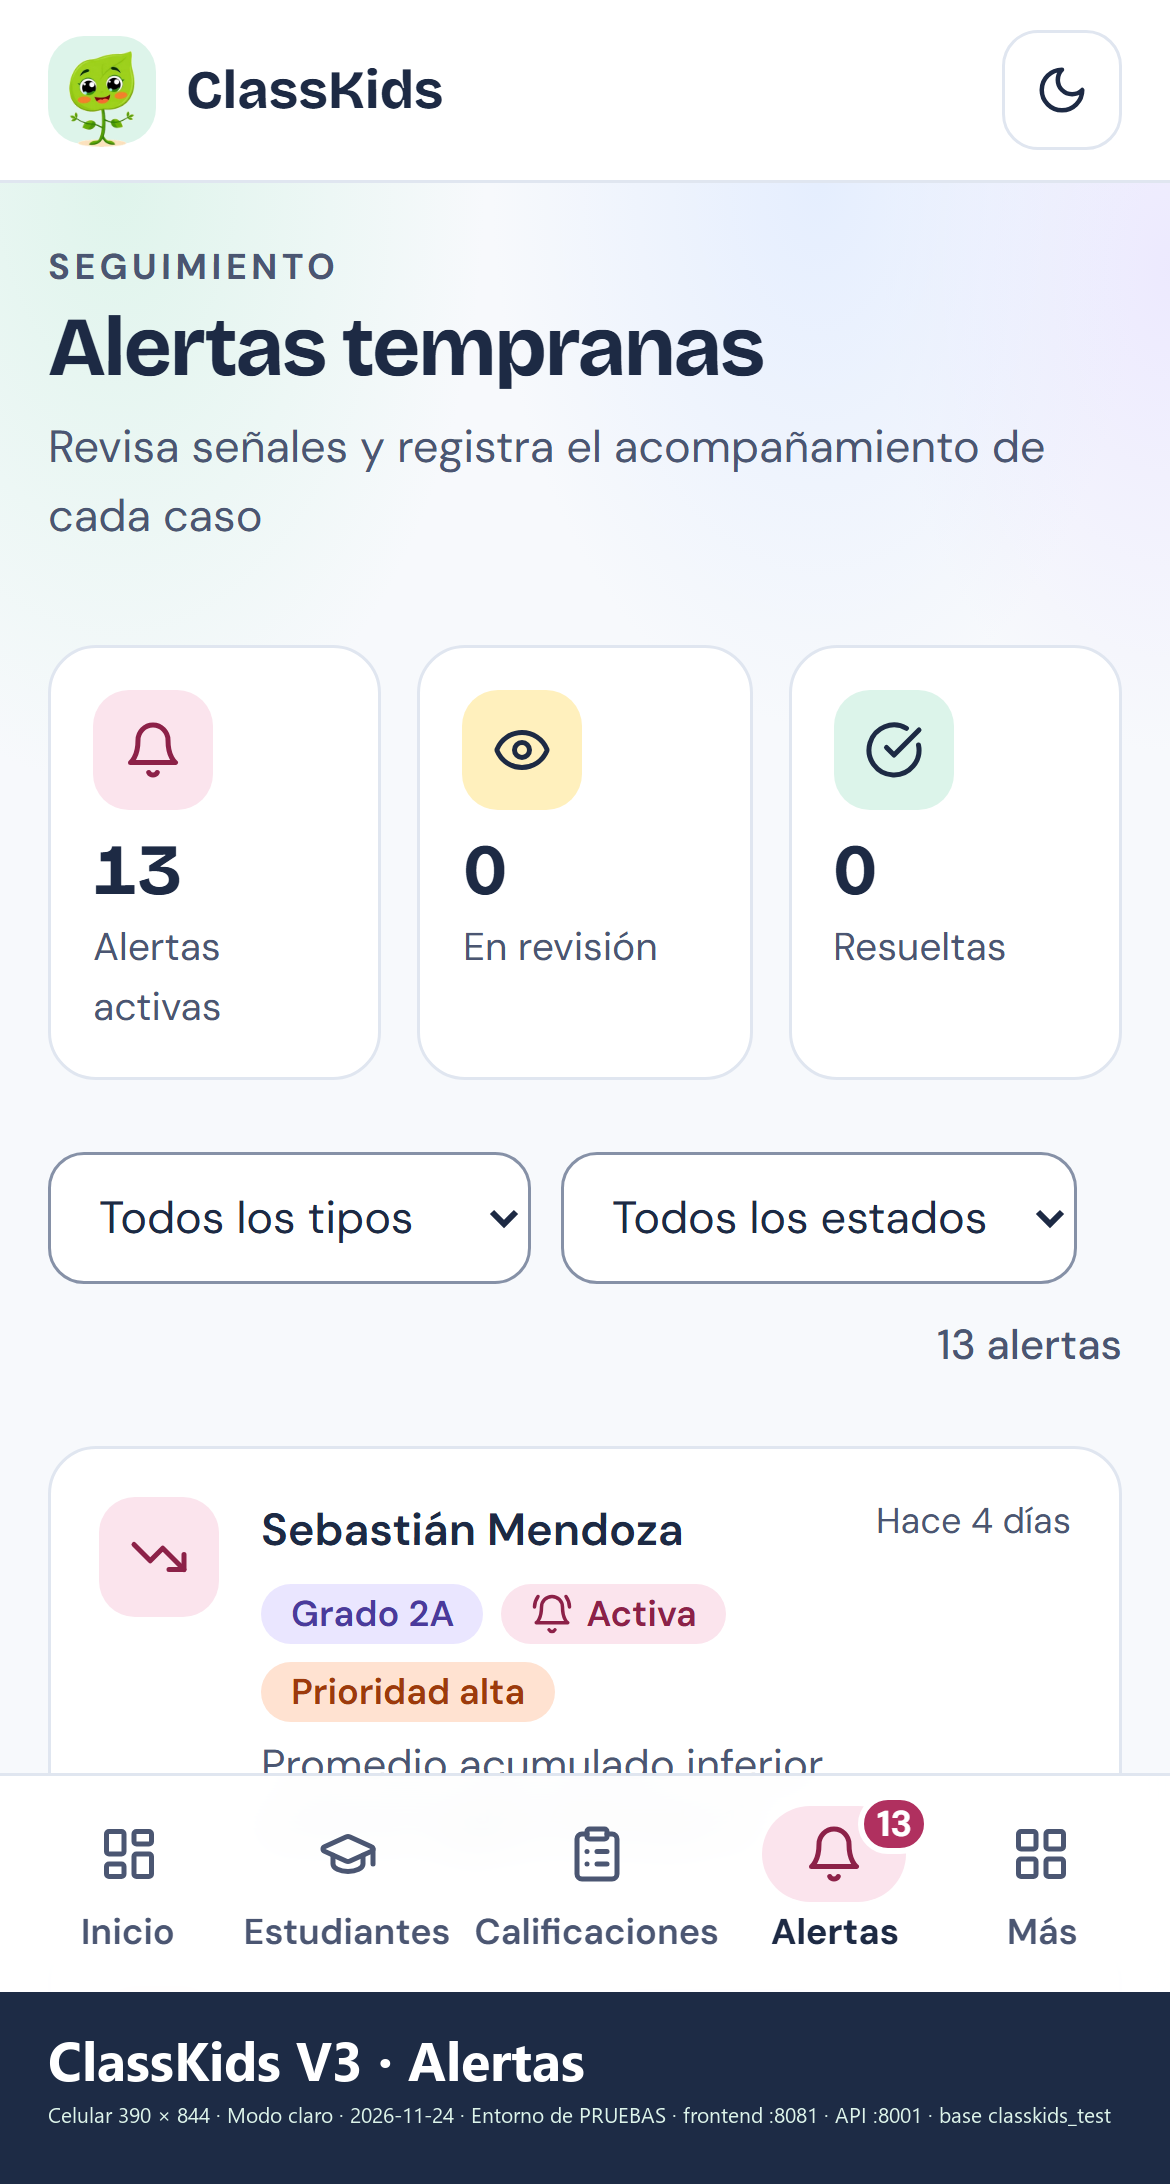 ClassKids
SEGUIMIENTO
Alertas tempranas
Revisa señales y registra el acompañamiento de
cada caso
13
Alertas
activas
0
En revisión
0
Resueltas
Todos los tipos
Todos los estados
13 alertas
Sebastián Mendoza
Hace 4 días
Grado 2A
Activa
Prioridad alta
Promedio acumulado inferior
13
Inicio
Estudiantes
Calificaciones
Alertas
Más
ClassKids V3 · Alertas
Celular 390 × 844 · Modo claro · 2026-11-24 · Entorno de PRUEBAS · frontend :8081 · API :8001 · base classkids_test